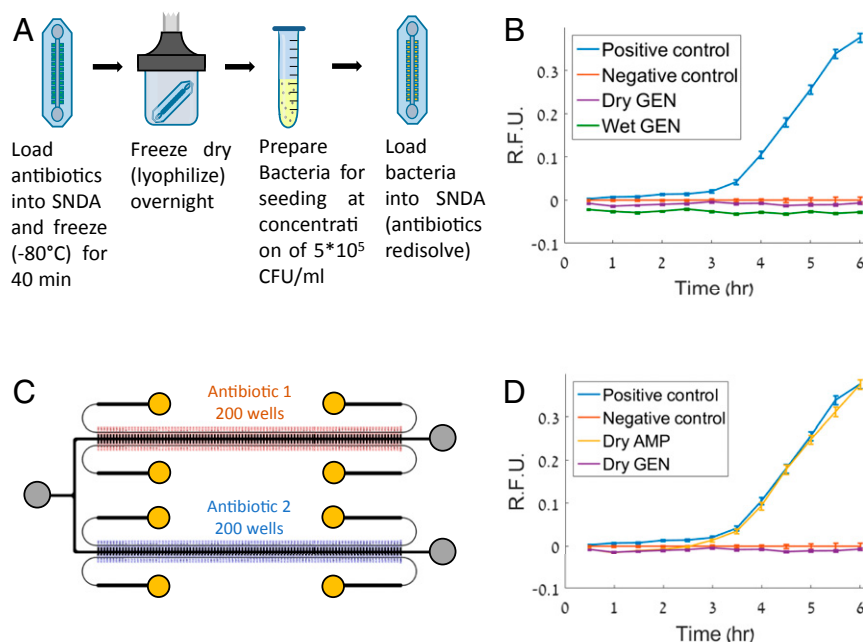 A
Load
antibiotics
into SNDA
and freeze
(-80°C) for
40 min
Freeze dry
(lyophilize)
overnight
Prepare
Bacteria for
seeding at
concentrati
on of 5*10⁵
CFU/ml
Load
bacteria
into SNDA
(antibiotics
redisolve)
B
Positive control
Negative control
Dry GEN
Wet GEN
R.F.U.
0.3
0.2
0.1
0
-0.1
0 1 2 3 4 5 6
Time (hr)
C
Antibiotic 1
200 wells
Antibiotic 2
200 wells
D
Positive control
Negative control
Dry AMP
Dry GEN
R.F.U.
0.3
0.2
0.1
0
-0.1
0 1 2 3 4 5 6
Time (hr)